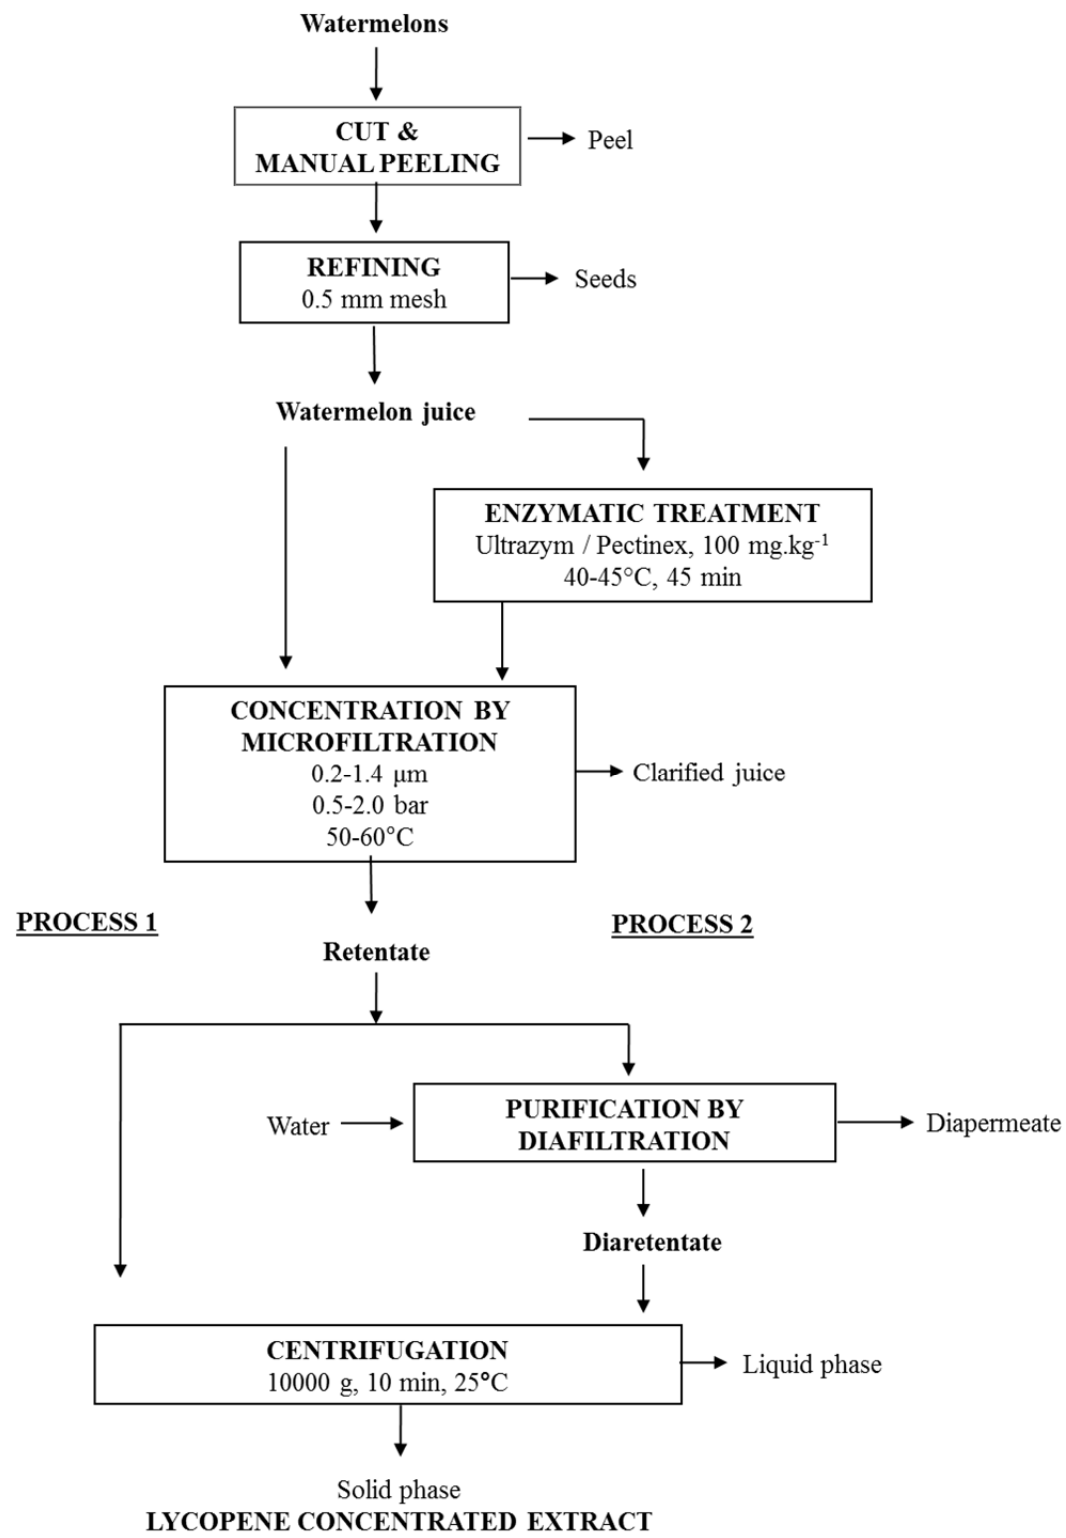 Watermelons
CUT &
MANUAL PEELING
Peel
REFINING
0.5 mm mesh
Seeds
Watermelon juice
ENZYMATIC TREATMENT
Ultrazym / Pectinex, 100 mg.kg⁻¹
40-45°C, 45 min
CONCENTRATION BY
MICROFILTRATION
0.2-1.4 μm
0.5-2.0 bar
50-60°C
Clarified juice
PROCESS 1
PROCESS 2
Retentate
Water
PURIFICATION BY
DIAFILTRATION
Diapermeate
Diaretentate
CENTRIFUGATION
10000 g, 10 min, 25°C
Liquid phase
Solid phase
LYCOPENE CONCENTRATED EXTRACT